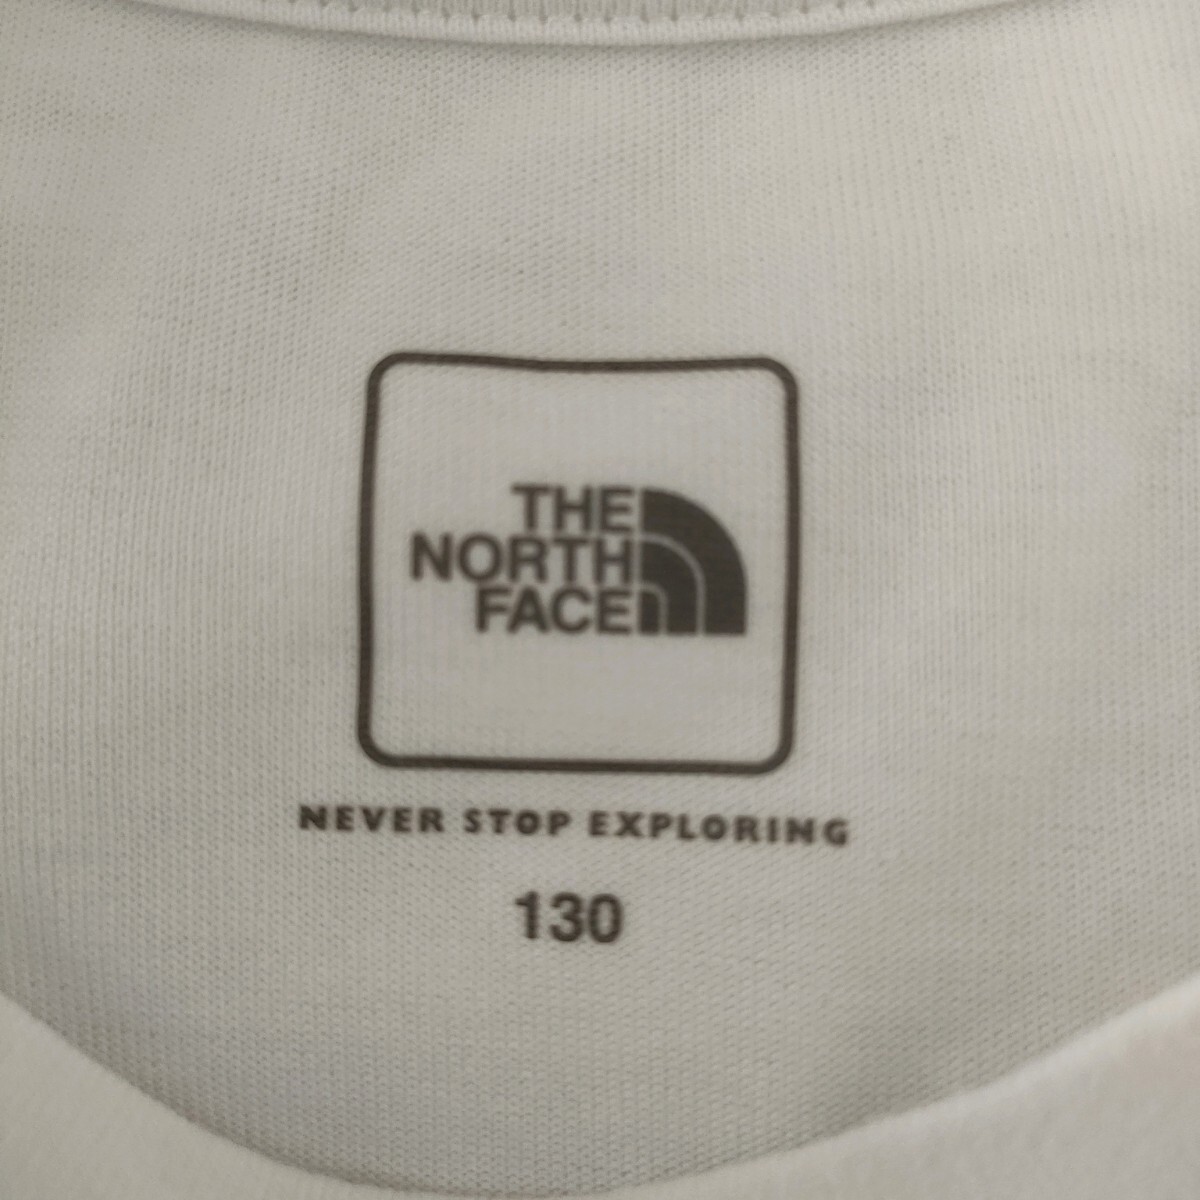 THE
NORTH
FACE
NEVER STOP EXPLORING
130